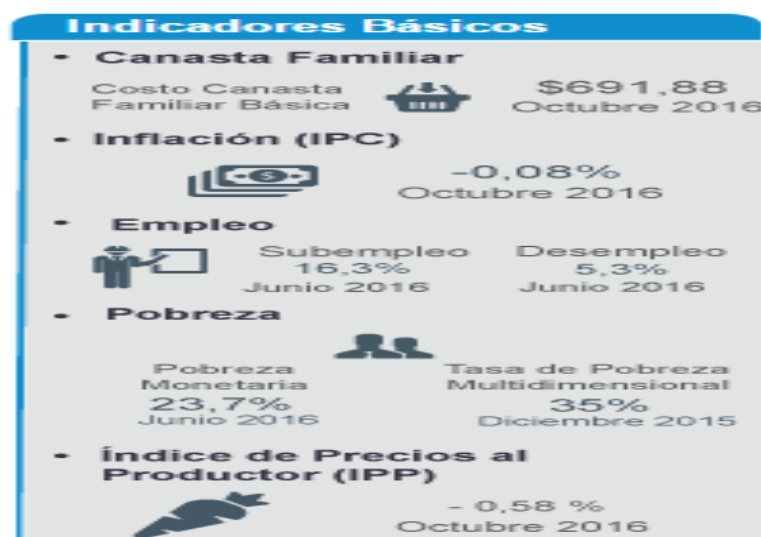 Indicadores Básicos
• Canasta Familiar
Costo Canasta
Familiar Básica
$691,88
Octubre 2016
• Inflación (IPC)
-0,08%
Octubre 2016
• Empleo
Subempleo
16,3%
Junio 2016
Desempleo
5,3%
Junio 2016
• Pobreza
Pobreza
Monetaria
23,7%
Junio 2016
Tasa de Pobreza
Multidimensional
35%
Diciembre 2015
• Índice de Precios al
Productor (IPP)
- 0,58 %
Octubre 2016